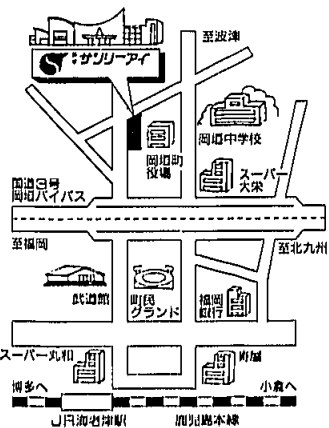 至波津
サンリーアイ
岡垣中学校
岡垣町
役場
スーパー
大栄
国道3号
岡垣バイパス
至福岡
至北九州
武道館
町民
グランド
福岡
銀行
スーパー丸和
博多へ
小倉へ
JR海老津駅
鹿児島本線